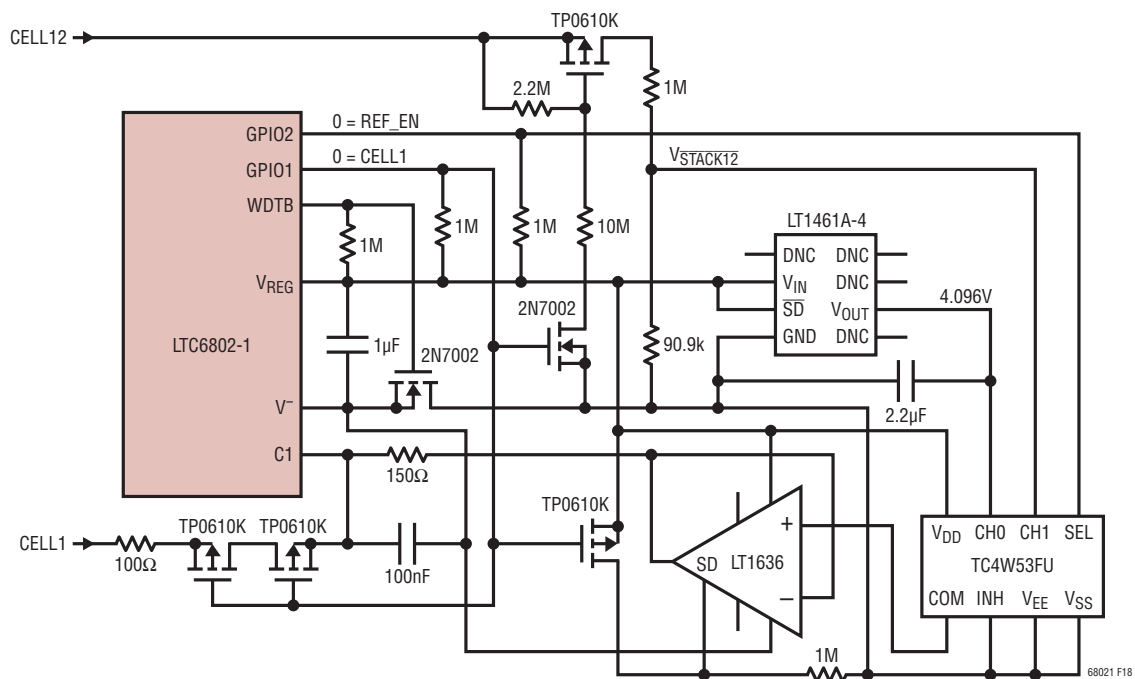 TP0610K
CELL12
2.2M
1M
GPIO2
0 = REF_EN
GPIO1
0 = CELL1
V̅S̅T̅A̅C̅K̅1̅2̅
WDTB
1M
1M
1M
10M
LT1461A-4
DNC DNC
VIN DNC
S̅D̅ VOUT
GND DNC
4.096V
VREG
2N7002
LTC6802-1
1µF
2N7002
90.9k
2.2µF
V–
C1
150Ω
TP0610K
TP0610K TP0610K
CELL1
100Ω
100nF
+
SD LT1636
–
VDD CH0 CH1 SEL
TC4W53FU
COM INH VEE VSS
1M
68021 F18